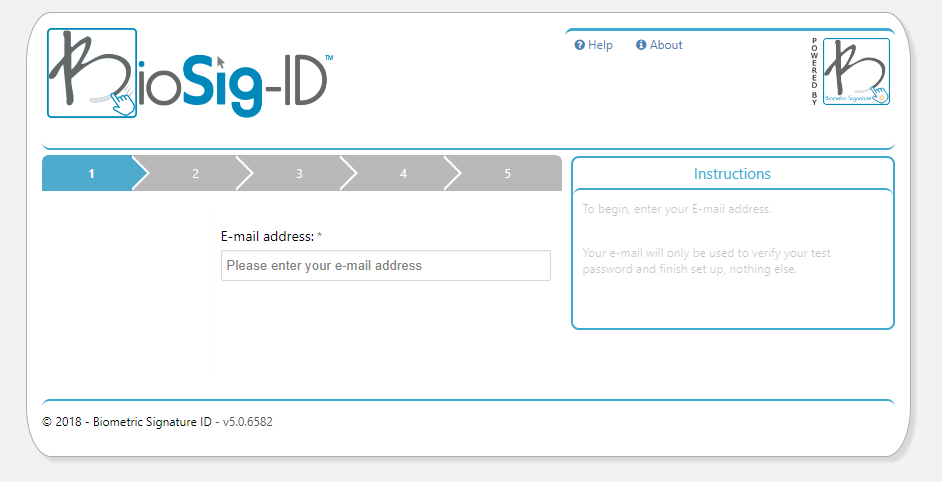 BioSig-ID™
Help
About
POWERED BY
Biometric Signature
1
2
3
4
5
Instructions
To begin, enter your E-mail address.
Your e-mail will only be used to verify your test
password and finish set up, nothing else.
E-mail address: *
Please enter your e-mail address
© 2018 - Biometric Signature ID - v5.0.6582